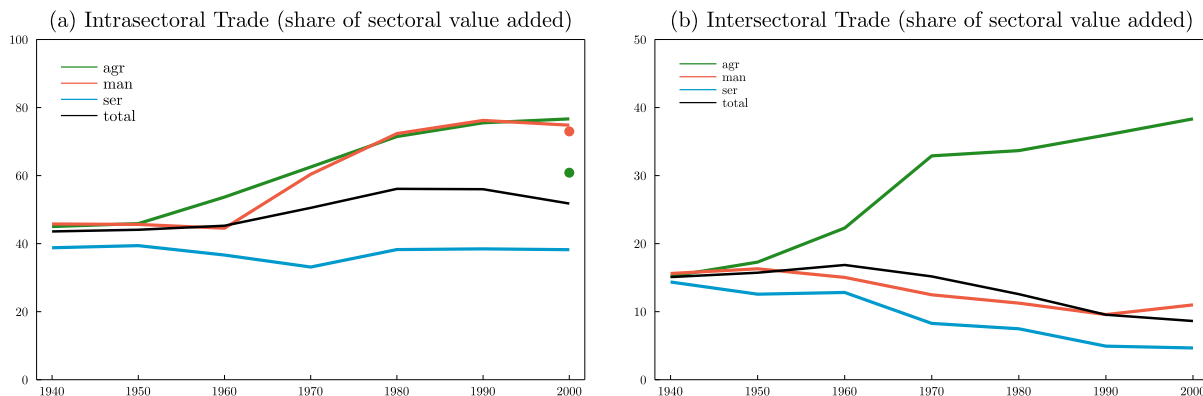 (a) Intrasectoral Trade (share of sectoral value added)
100
80
60
40
20
0
agr
man
ser
total
1940 1950 1960 1970 1980 1990 2000
(b) Intersectoral Trade (share of sectoral value added)
50
40
30
20
10
0
agr
man
ser
total
1940 1950 1960 1970 1980 1990 2000